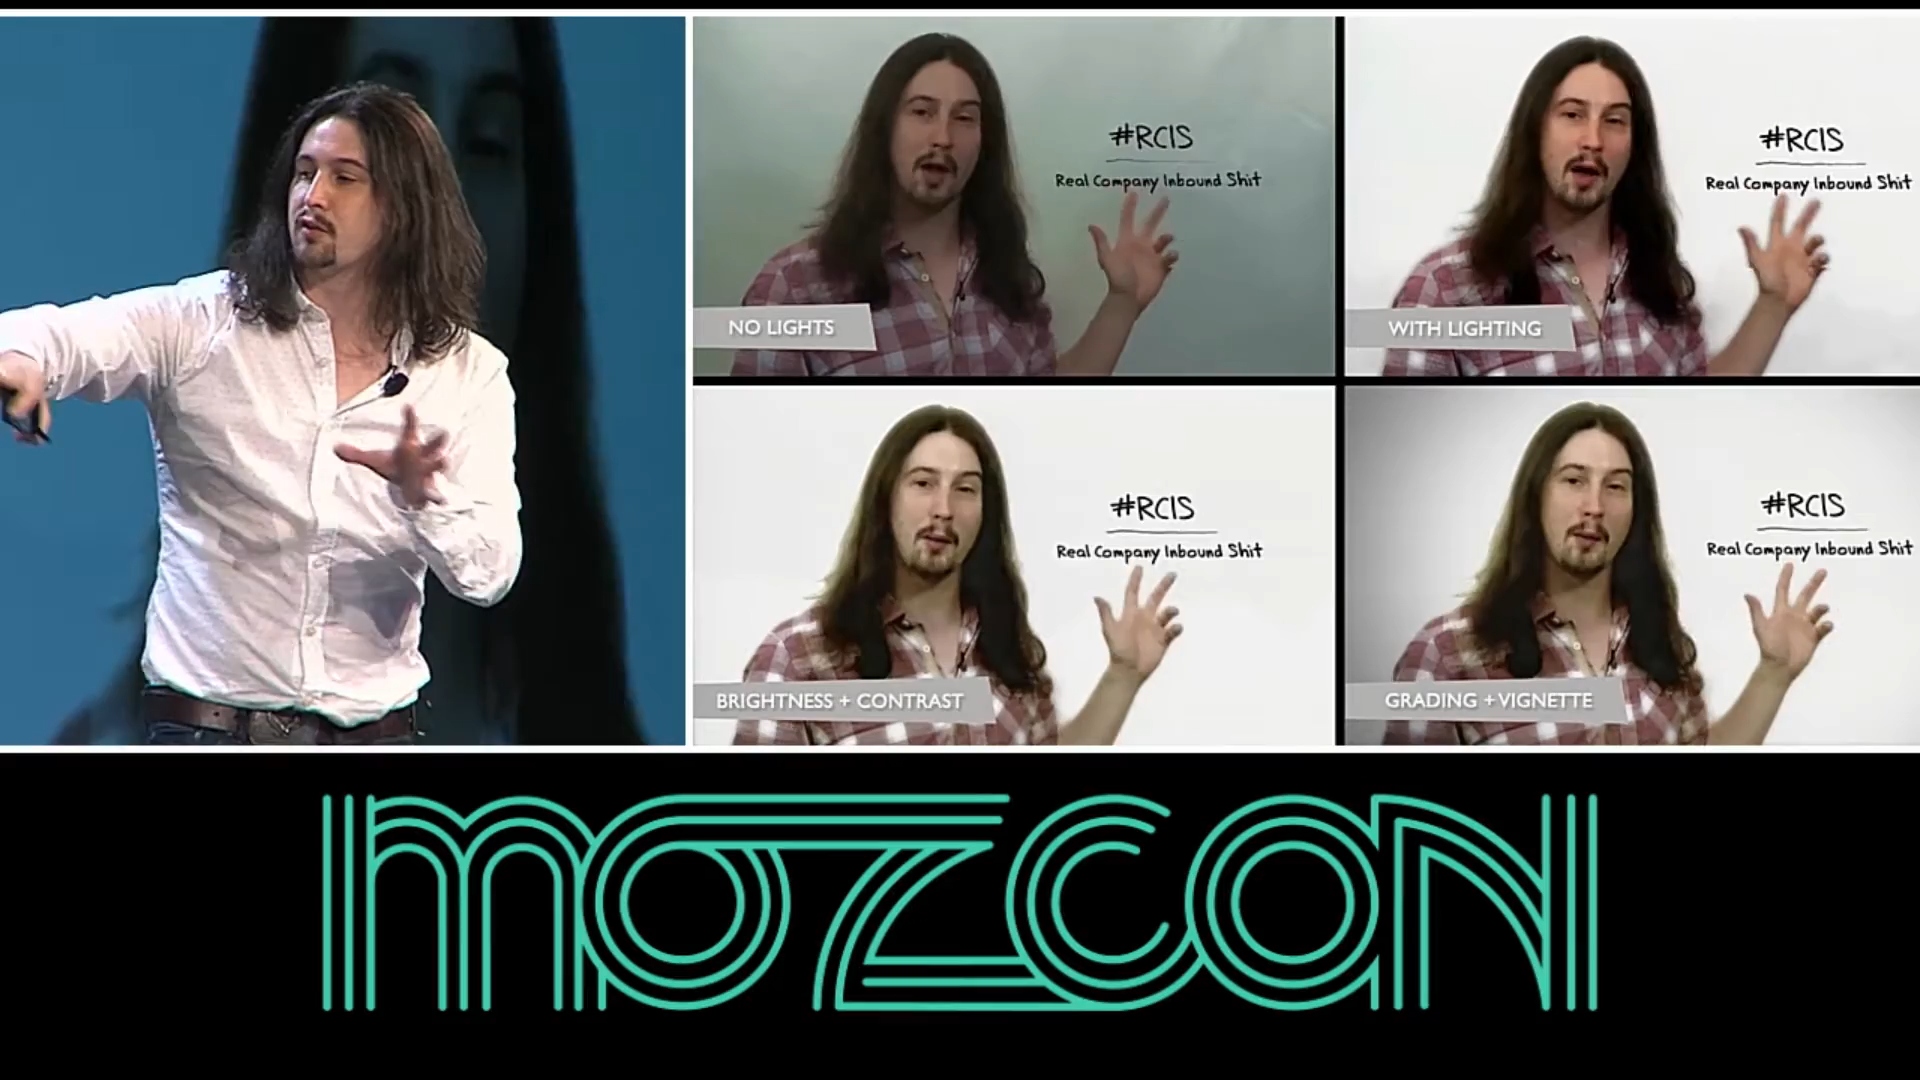 #RCIS
Real Company Inbound Shit
NO LIGHTS
#RCIS
Real Company Inbound Shit
WITH LIGHTING
#RCIS
Real Company Inbound Shit
BRIGHTNESS + CONTRAST
#RCIS
Real Company Inbound Shit
GRADING + VIGNETTE
mozcon